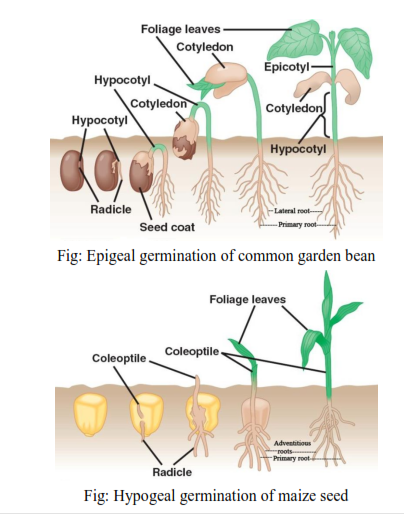 Foliage leaves
Cotyledon
Epicotyl
Hypocotyl
Cotyledon
Cotyledon
Hypocotyl
Hypocotyl
Radicle
Lateral root
Primary root
Seed coat
Fig: Epigeal germination of common garden bean
Foliage leaves
Coleoptile
Coleoptile
Adventitious
roots
Primary root
Radicle
Fig: Hypogeal germination of maize seed